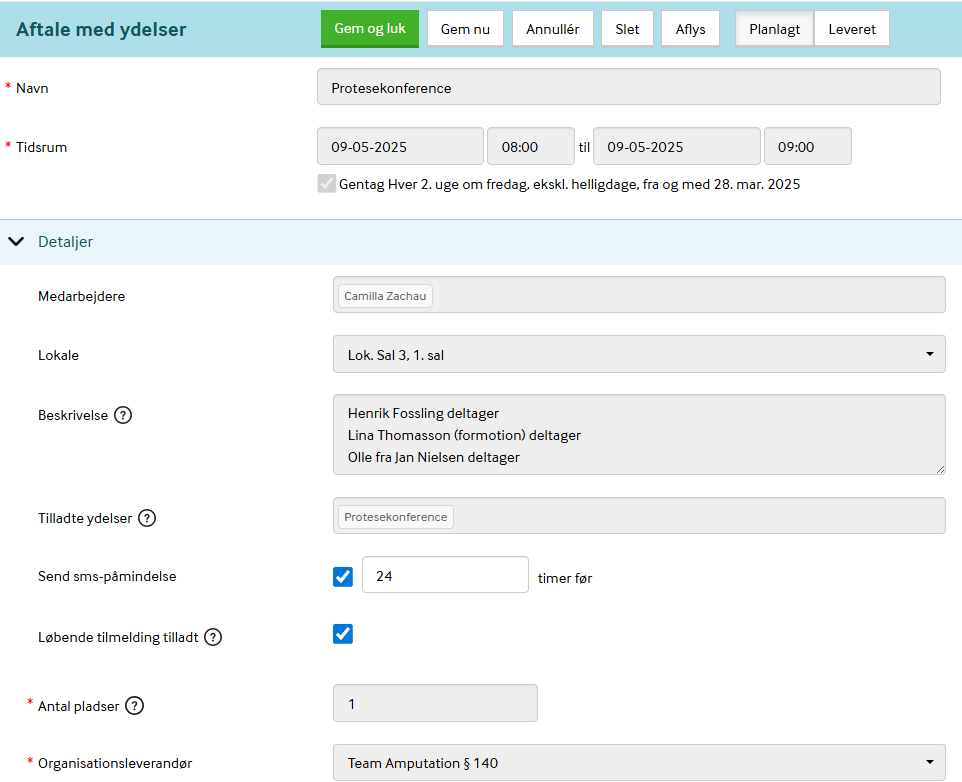 Aftale med ydelser Gem og luk Gem nu Annullér Slet Aflys Planlagt Leveret
* Navn Protesekonference
* Tidsrum 09-05-2025 08:00 til 09-05-2025 09:00
Gentag Hver 2. uge om fredag, ekskl. helligdage, fra og med 28. mar. 2025
Detaljer
Medarbejdere Camilla Zachau
Lokale Lok. Sal 3, 1. sal
Beskrivelse ? Henrik Fossling deltager
Lina Thomasson (formotion) deltager
Olle fra Jan Nielsen deltager
Tilladte ydelser ? Protesekonference
Send sms-påmindelse 24 timer før
Løbende tilmelding tilladt ?
* Antal pladser ? 1
* Organisationsleverandør Team Amputation § 140